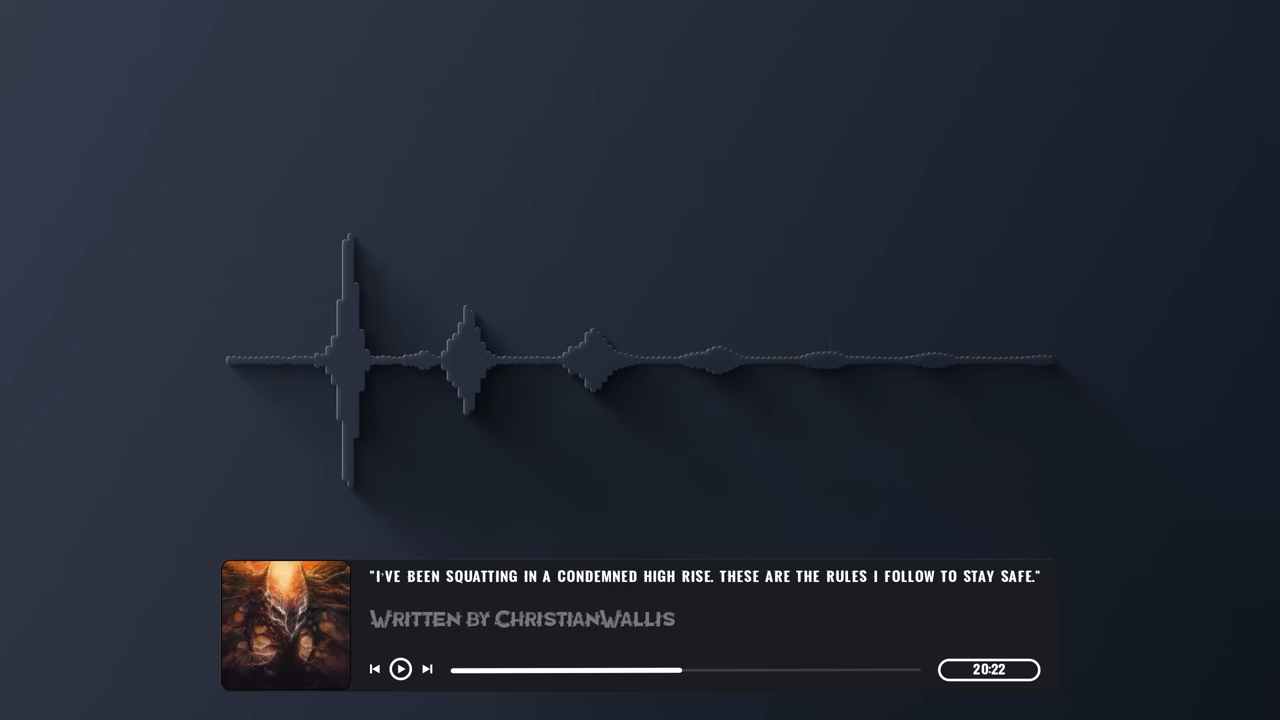 "I'VE BEEN SQUATTING IN A CONDEMNED HIGH RISE. THESE ARE THE RULES I FOLLOW TO STAY SAFE."
WRITTEN BY CHRISTIANWALLIS
20:22